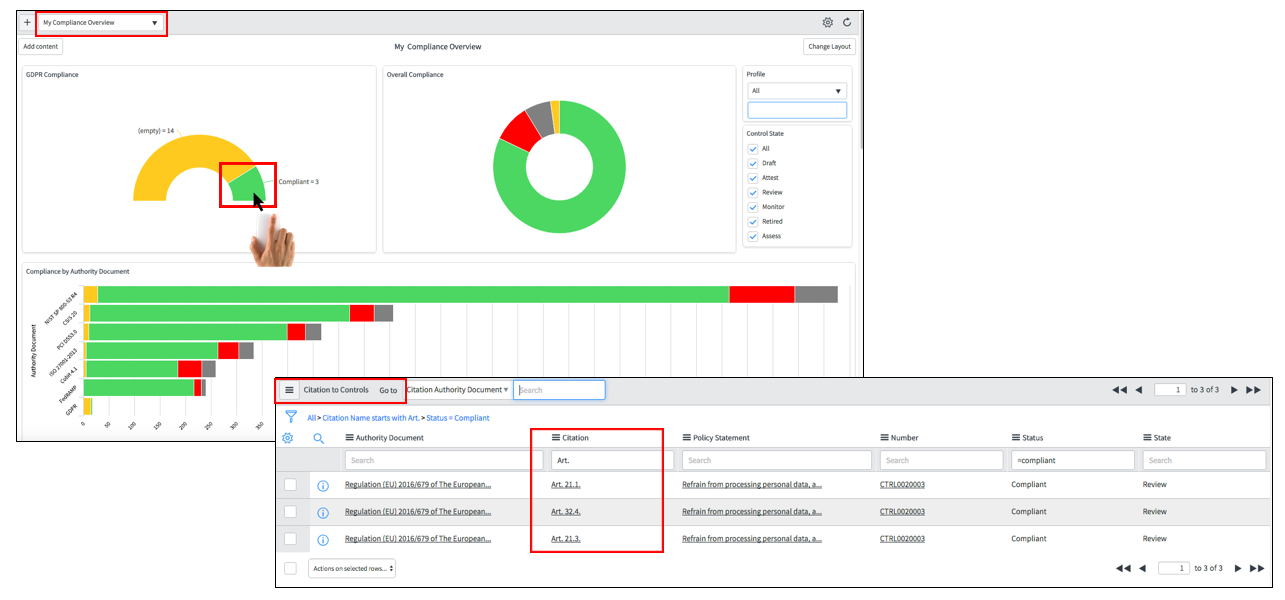 + My Compliance Overview ▼
Add content
My Compliance Overview
Change Layout
GDPR Compliance
(empty) = 14
Compliant = 3
Overall Compliance
Profile
All ▼
Control State
All
Draft
Attest
Review
Monitor
Retired
Assess
Compliance by Authority Document
Authority Document
NIST SP 800-53 R4
CSIS 20
PCI DSS3.0
ISO 27001-2013
Cobit 4.1
FedRAMP
GDPR
0 50 100 150 200 250 300 350
Citation to Controls Go to Citation Authority Document ▼ Search
1 to 3 of 3
All > Citation Name starts with Art. > Status = Compliant
Authority Document Citation Policy Statement Number Status State
Search Art. Search Search =compliant Search
Regulation (EU) 2016/679 of The European... Art. 21.1. Refrain from processing personal data, a... CTRL0020003 Compliant Review
Regulation (EU) 2016/679 of The European... Art. 32.4. Refrain from processing personal data, a... CTRL0020003 Compliant Review
Regulation (EU) 2016/679 of The European... Art. 21.3. Refrain from processing personal data, a... CTRL0020003 Compliant Review
Actions on selected rows... 1 to 3 of 3